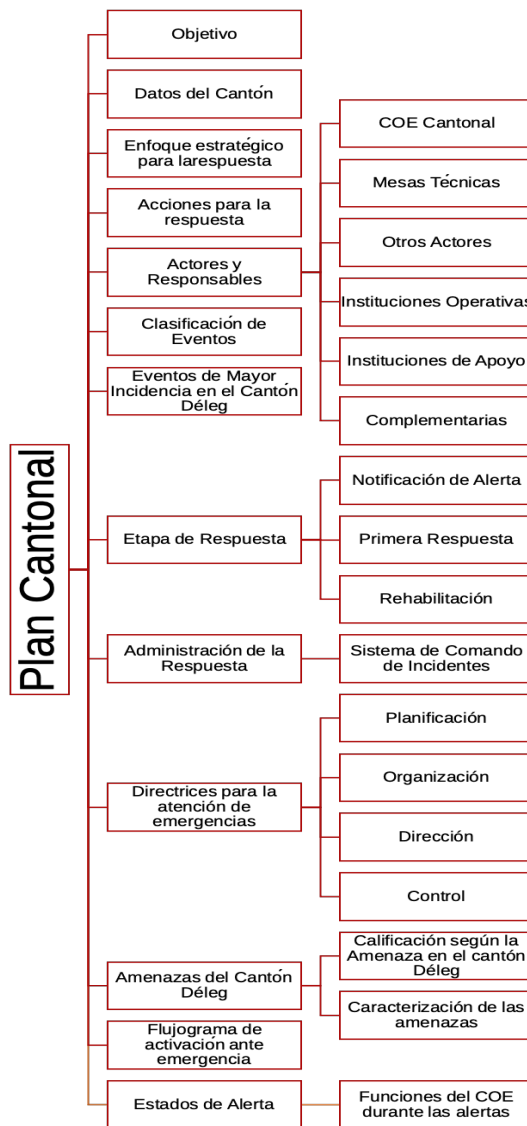 Plan Cantonal
Objetivo
Datos del Cantón
Enfoque estratégico
para larespuesta
Acciones para la
respuesta
Actores y
Responsables
COE Cantonal
Mesas Técnicas
Otros Actores
Instituciones Operativas
Instituciones de Apoyo
Complementarias
Clasificación de
Eventos
Eventos de Mayor
Incidencia en el Cantón
Déleg
Etapa de Respuesta
Notificación de Alerta
Primera Respuesta
Rehabilitación
Administración de la
Respuesta
Sistema de Comando
de Incidentes
Directrices para la
atención de
emergencias
Planificación
Organización
Dirección
Control
Amenazas del Cantón
Déleg
Calificación según la
Amenaza en el cantón
Déleg
Caracterización de las
amenazas
Flujograma de
activación ante
emergencia
Estados de Alerta
Funciones del COE
durante las alertas